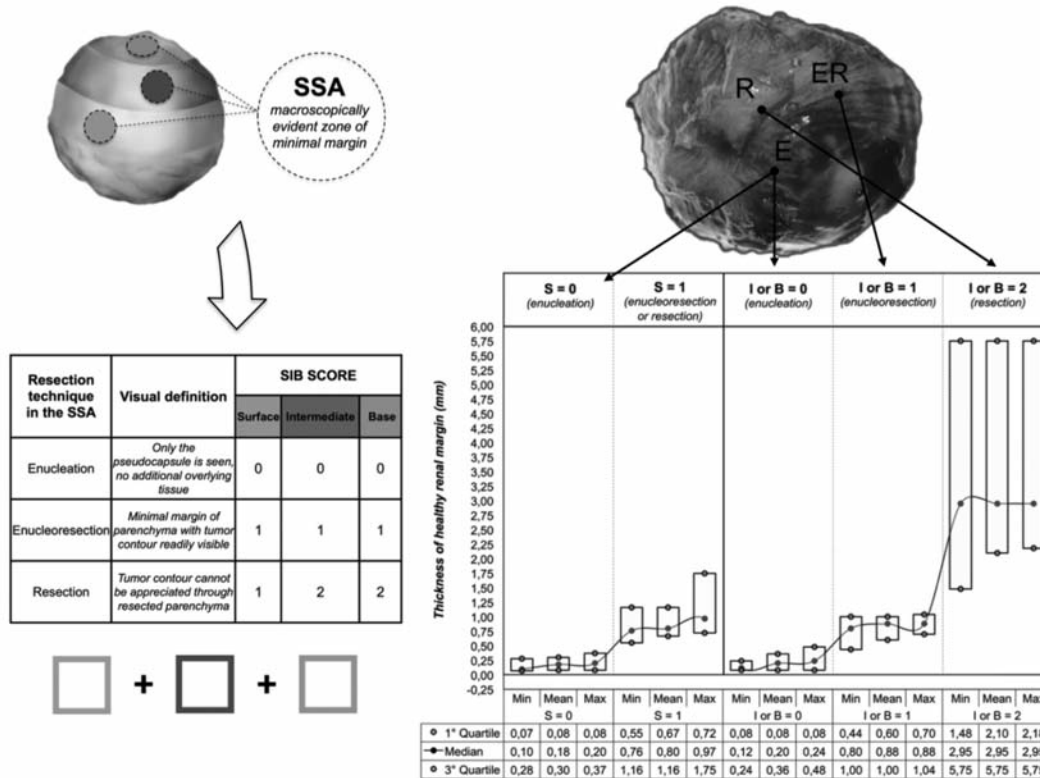 SSA
macroscopically
evident zone of
minimal margin
Resection
technique
in the SSA
Visual definition
SIB SCORE
Surface Intermediate Base
Enucleation
Only the
pseudocapsule is seen,
no additional overlying
tissue
0 0 0
Enucleoresection
Minimal margin of
parenchyma with tumor
contour readily visible
1 1 1
Resection
Tumor contour cannot
be appreciated through
resected parenchyma
1 2 2
+ +
R ER
E
S = 0
(enucleation)
S = 1
(enucleoresection
or resection)
I or B = 0
(enucleation)
I or B = 1
(enucleoresection)
I or B = 2
(resection)
Thickness of healthy renal margin (mm)
6,00
5,75
5,50
5,25
5,00
4,75
4,50
4,25
4,00
3,75
3,50
3,25
3,00
2,75
2,50
2,25
2,00
1,75
1,50
1,25
1,00
0,75
0,50
0,25
0,00
-0,25
Min Mean Max Min Mean Max Min Mean Max Min Mean Max Min Mean Max
S = 0 S = 1 I or B = 0 I or B = 1 I or B = 2
1° Quartile 0,07 0,08 0,08 0,55 0,67 0,72 0,08 0,08 0,08 0,44 0,60 0,70 1,48 2,10
Median 0,10 0,18 0,20 0,76 0,80 0,97 0,12 0,20 0,24 0,80 0,88 0,88 2,95 2,95
3° Quartile 0,28 0,30 0,37 1,16 1,16 1,75 0,24 0,36 0,48 1,00 1,00 1,04 5,75 5,75